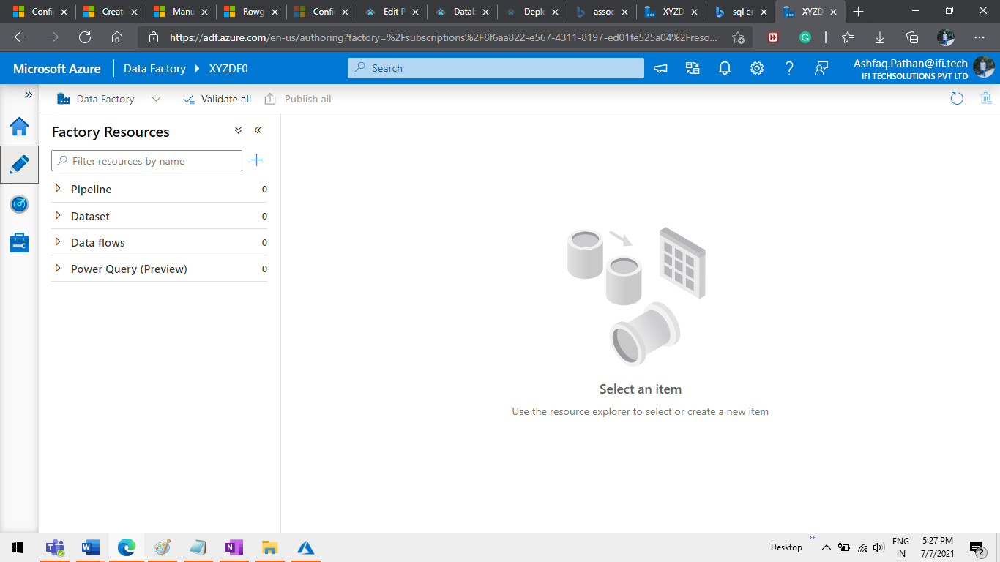 Config
Create
Manu
Rowg
Config
Edit P
Datab
Deplo
assoc
XYZD
sql er
XYZD
https://adf.azure.com/en-us/authoring?factory=%2Fsubscriptions%2F8f6aa822-e567-4311-8197-ed01fe525a04%2Freso...
Microsoft Azure
Data Factory
XYZDF0
Search
Ashfaq.Pathan@ifi.tech
IFI TECHSOLUTIONS PVT LTD
Data Factory
Validate all
Publish all
Factory Resources
Filter resources by name
Pipeline 0
Dataset 0
Data flows 0
Power Query (Preview) 0
Select an item
Use the resource explorer to select or create a new item
Desktop
ENG
IN
5:27 PM
7/7/2021
2